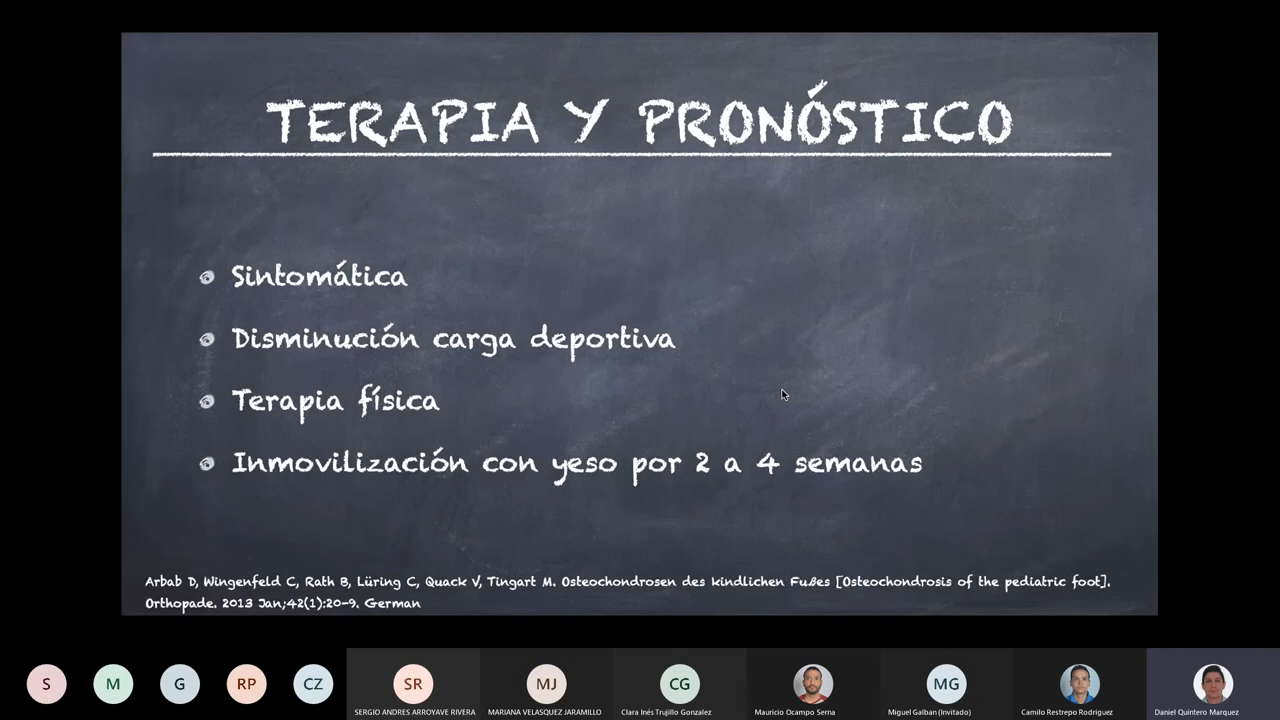 TERAPIA Y PRONÓSTICO
Sintomática
Disminución carga deportiva
Terapia física
Inmovilización con yeso por 2 a 4 semanas
Arbab D, Wingenfeld C, Rath B, Lüring C, Quack V, Tingart M. Osteochondrosen des kindlichen Fußes [Osteochondrosis of the pediatric foot].
Orthopade. 2013 Jan;42(1):20-9. German
S M G RP CZ SR MJ CG MG
SERGIO ANDRES ARROYAVE RIVERA MARIANA VELASQUEZ JARAMILLO Clara Inés Trujillo Gonzalez Mauricio Ocampo Serna Miguel Galban (Invitado) Camilo Restrepo Rodriguez Daniel Quintero Marquez